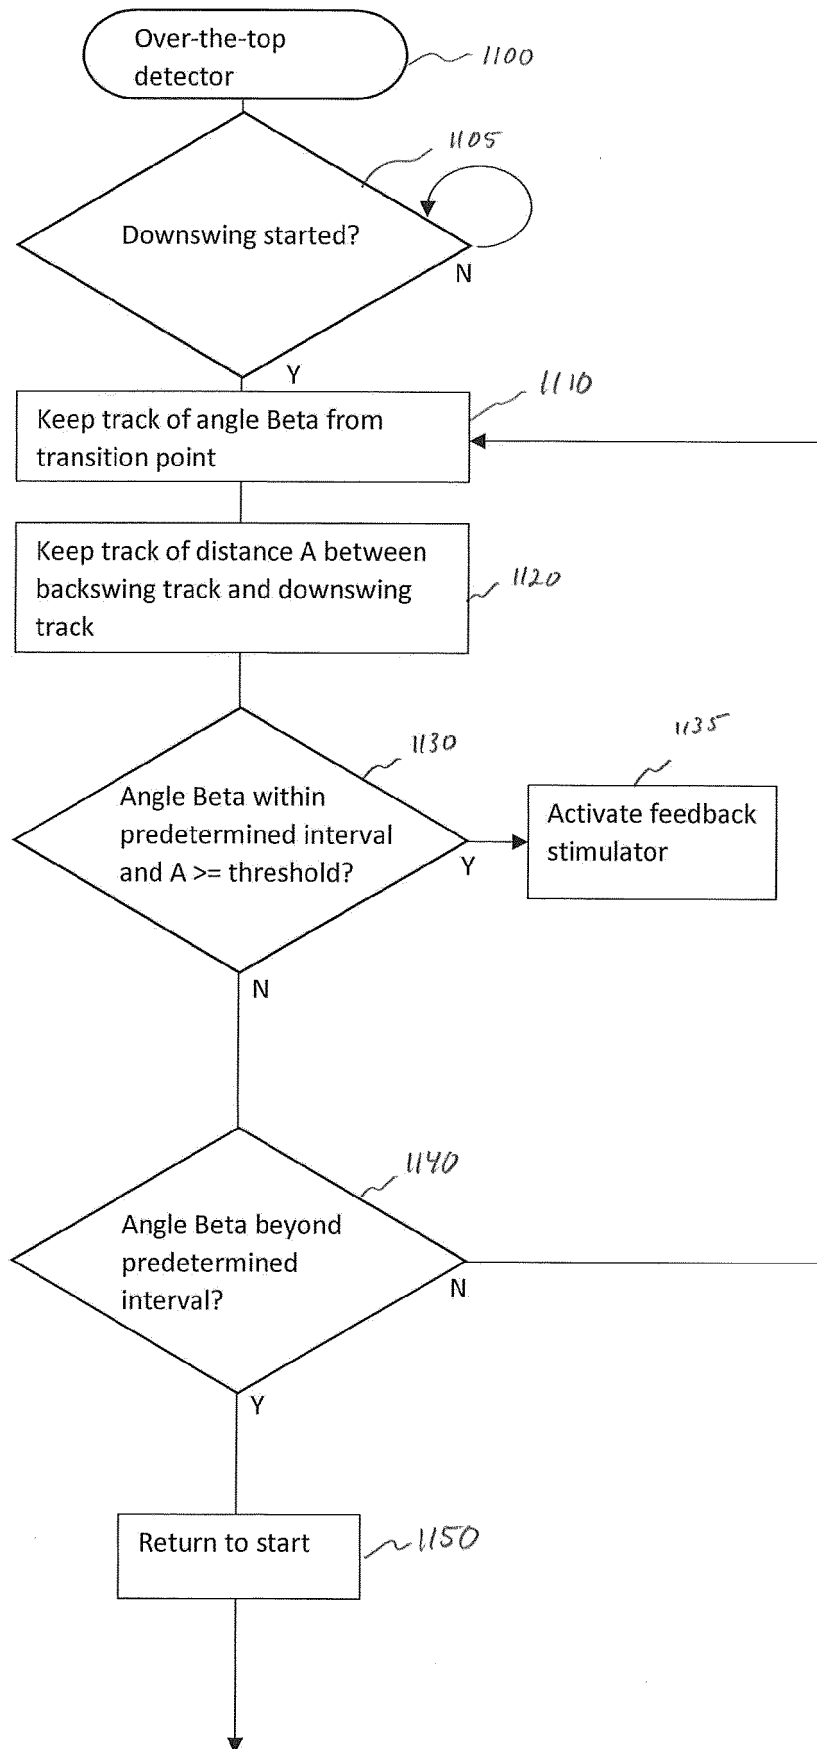 Over-the-top
detector
1100
1105
Downswing started?
N
Y
1110
Keep track of angle Beta from
transition point
Keep track of distance A between
backswing track and downswing
track
1120
1130
1135
Angle Beta within
predetermined interval
and A >= threshold?
Y
Activate feedback
stimulator
N
1140
Angle Beta beyond
predetermined
interval?
N
Y
Return to start
1150